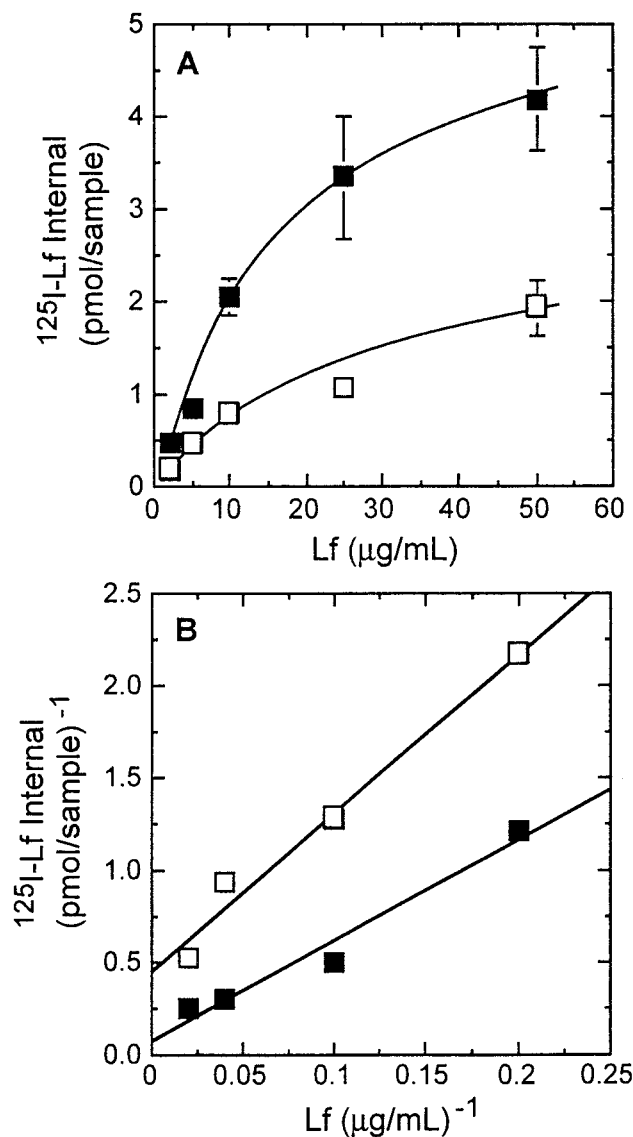 A
¹²⁵I-Lf Internal
(pmol/sample)
5
4
3
2
1
0
0 10 20 30 40 50 60
Lf (µg/mL)
B
¹²⁵I-Lf Internal
(pmol/sample)⁻¹
2.5
2.0
1.5
1.0
0.5
0.0
0 0.05 0.1 0.15 0.2 0.25
Lf (µg/mL)⁻¹